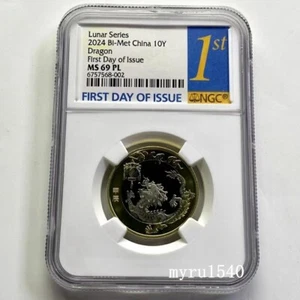 Lunar Series
2024 Bi-Met China 10Y
Dragon
First Day of Issue
MS 69 PL
6757568-002
1st
FIRST DAY OF ISSUE
NGC
myru1540